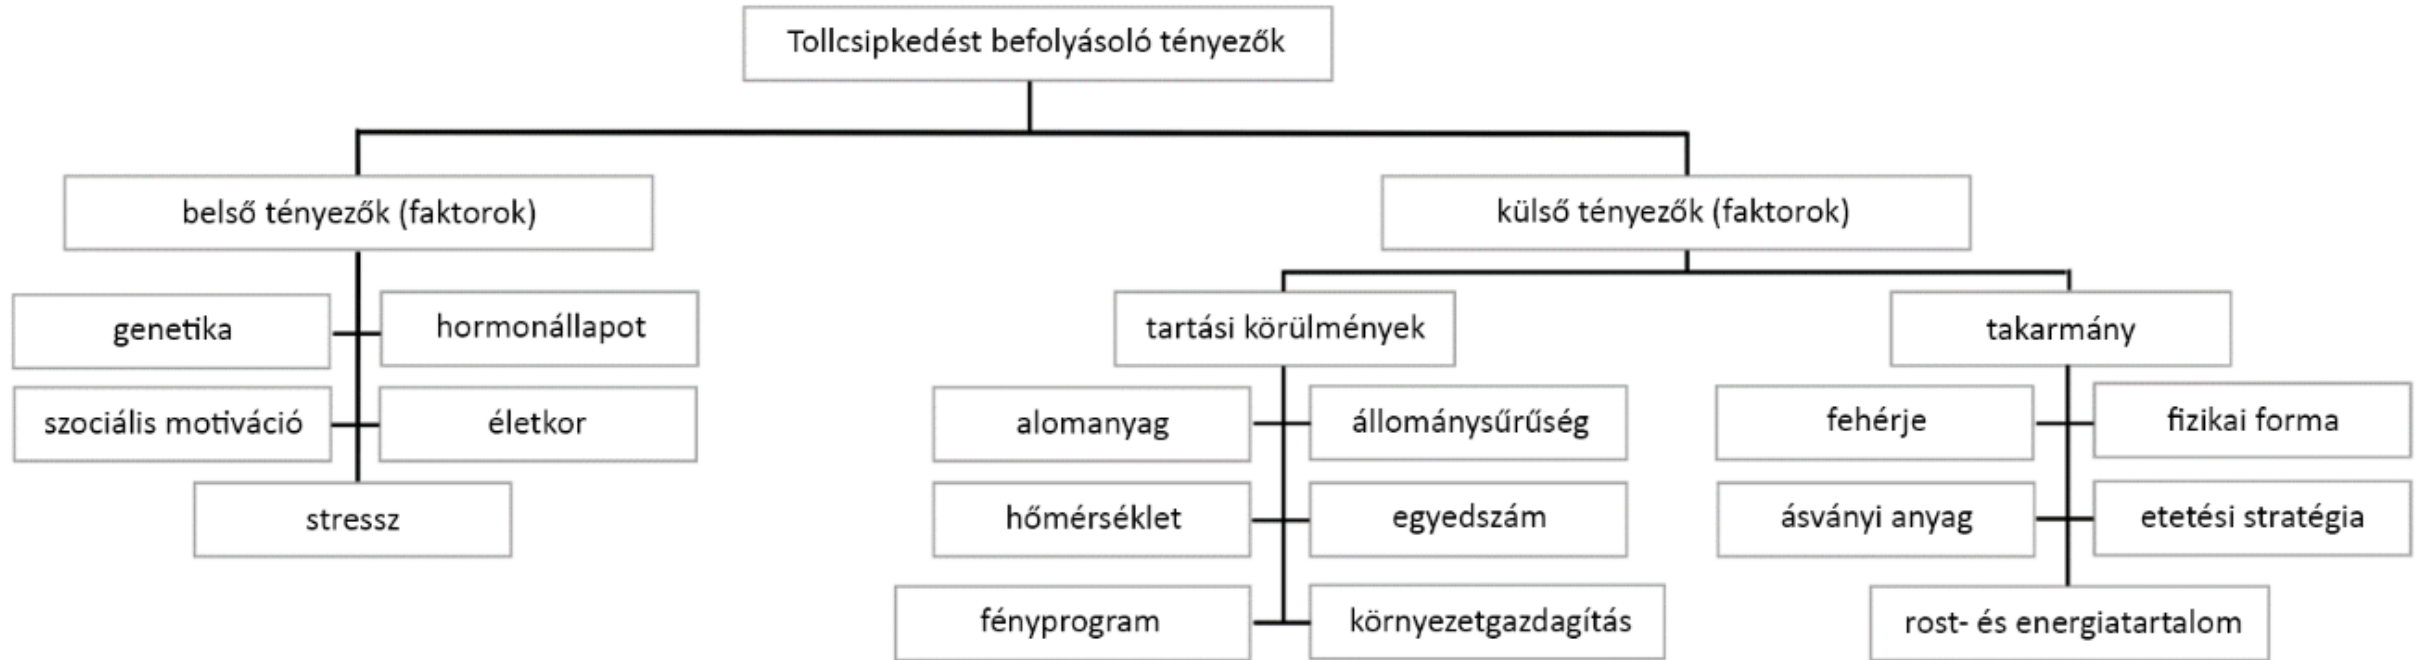 Tollcsipkedést befolyásoló tényezők
belső tényezők (faktorok)
külső tényezők (faktorok)
genetika
hormonállapot
szociális motiváció
életkor
stressz
tartási körülmények
takarmány
alomanyag
állománysűrűség
hőmérséklet
egyedszám
fényprogram
környezetgazdagítás
fehérje
fizikai forma
ásványi anyag
etetési stratégia
rost- és energiatartalom